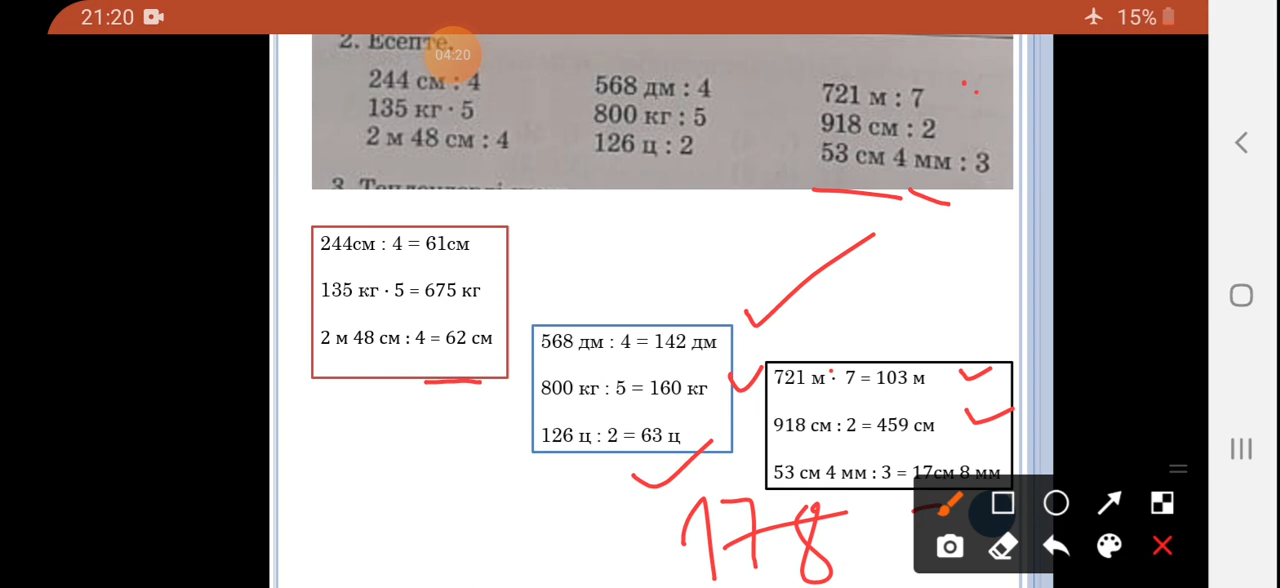 21:20
15%
04:20
2. Есепте.
244 см : 4
135 кг · 5
2 м 48 см : 4
568 дм : 4
800 кг : 5
126 ц : 2
721 м : 7
918 см : 2
53 см 4 мм : 3
244см : 4 = 61см
135 кг · 5 = 675 кг
2 м 48 см : 4 = 62 см
568 дм : 4 = 142 дм
800 кг : 5 = 160 кг
126 ц : 2 = 63 ц
721 м · 7 = 103 м
918 см : 2 = 459 см
53 см 4 мм : 3 = 17см 8 мм
178